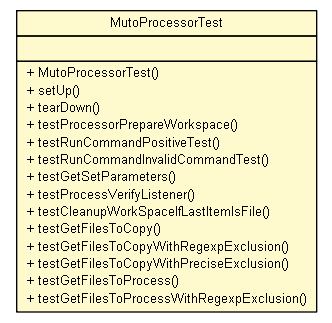 MutoProcessorTest
+ MutoProcessorTest()
+ setUp()
+ tearDown()
+ testProcessorPrepareWorkspace()
+ testRunCommandPositiveTest()
+ testRunCommandInvalidCommandTest()
+ testGetSetParameters()
+ testProcessVerifyListener()
+ testCleanupWorkSpaceIfLastItemIsFile()
+ testGetFilesToCopy()
+ testGetFilesToCopyWithRegexpExclusion()
+ testGetFilesToCopyWithPreciseExclusion()
+ testGetFilesToProcess()
+ testGetFilesToProcessWithRegexpExclusion()